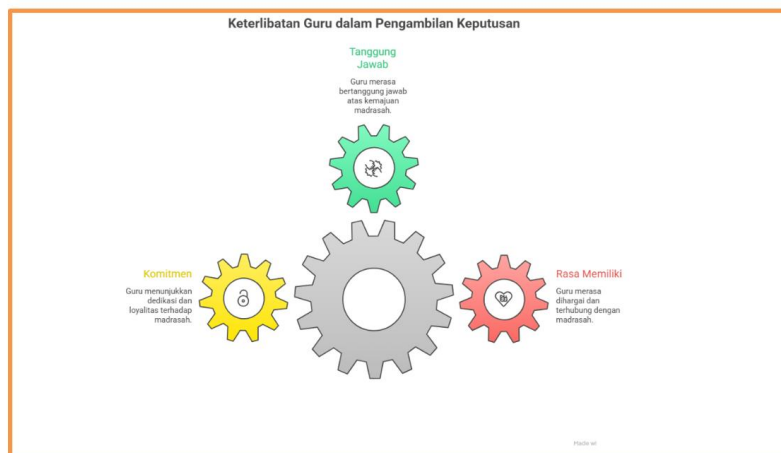 Keterlibatan Guru dalam Pengambilan Keputusan
Tanggung
Jawab
Guru merasa
bertanggung jawab
atas kemajuan
madrasah.
Komitmen
Guru menunjukkan
dedikasi dan
loyalitas terhadap
madrasah.
Rasa Memiliki
Guru merasa
dihargai dan
terhubung dengan
madrasah.